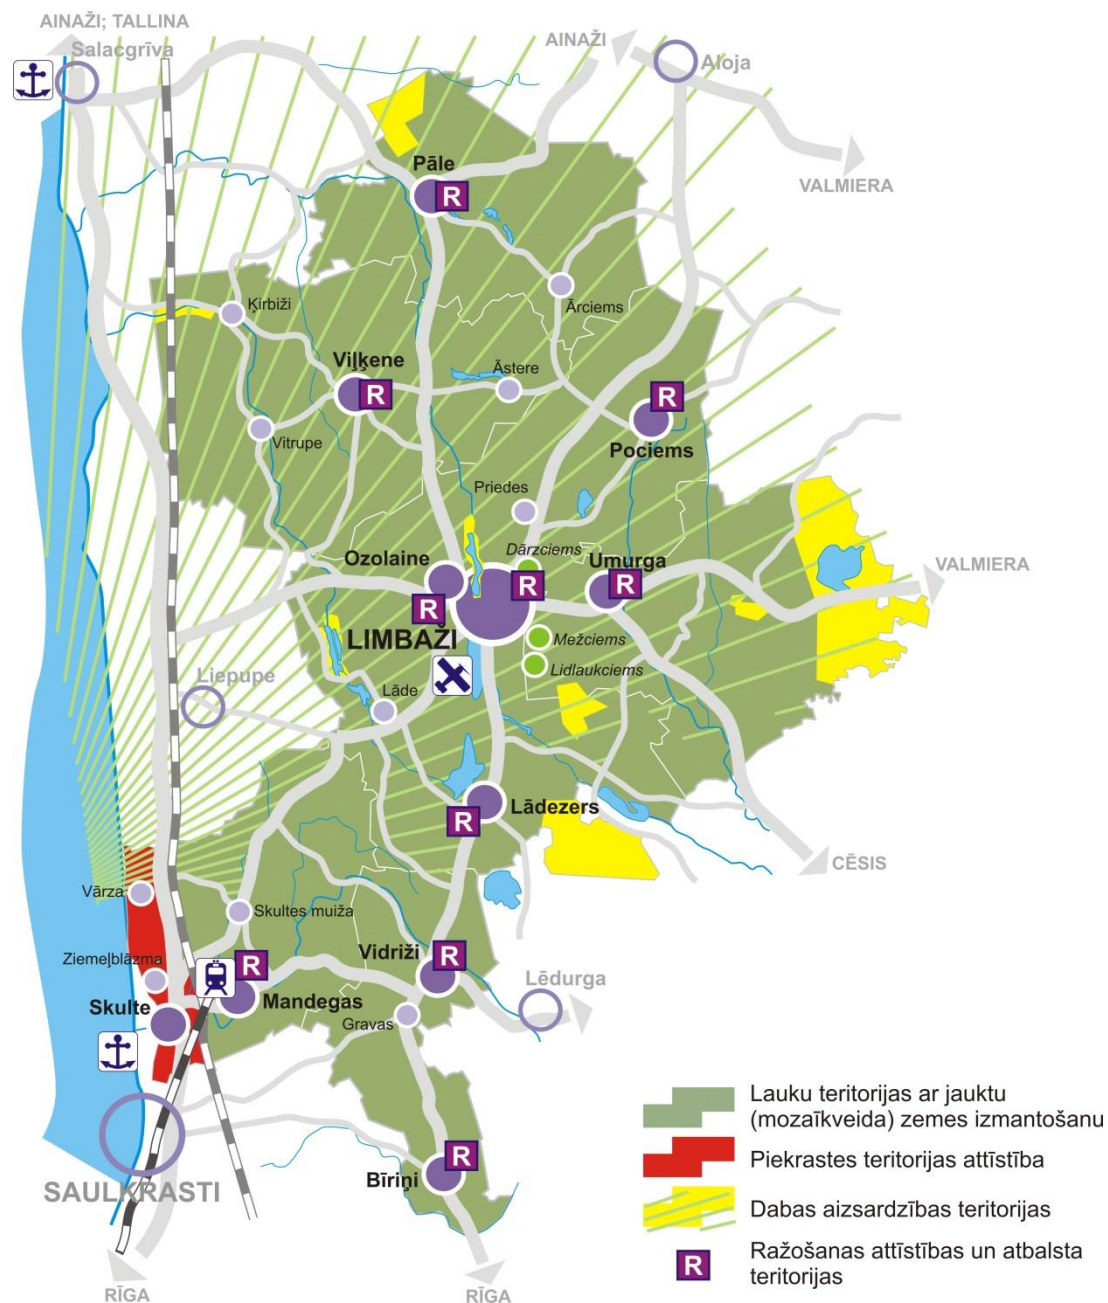 AINAŽI; TALLINA
Salacgrīva
AINAŽI
Aloja
VALMIERA
Pāle
R
Ķirbiži
Ārciems
Viļķene
R
Āstere
R
Pociems
Vitrupe
Priedes
Ozolaine
Dārzciems
Umurga
R
R
R
VALMIERA
LIMBAŽI
Mežciems
Lidlaukciems
Liepupe
Lāde
Lādezers
R
CĒSIS
Vārza
Skultes muiža
Ziemeļblāzma
Vidriži
R
R
Skulte
Mandegas
Lēdurga
Gravas
SAULKRASTI
Bīriņi
R
RĪGA
RĪGA
Lauku teritorijas ar jauktu
(mozaīkveida) zemes izmantošanu
Piekrastes teritorijas attīstība
Dabas aizsardzības teritorijas
R
Ražošanas attīstības un atbalsta
teritorijas